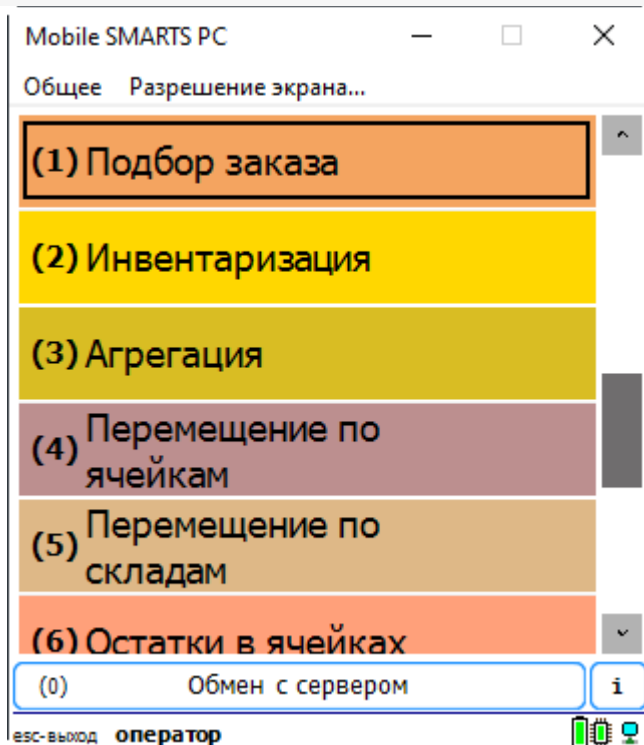 Mobile SMARTS PC
Общее Разрешение экрана...
(1) Подбор заказа
(2) Инвентаризация
(3) Агрегация
(4) Перемещение по
ячейкам
(5) Перемещение по
складам
(6) Остатки в ячейках
(0) Обмен с сервером i
esc-выход оператор